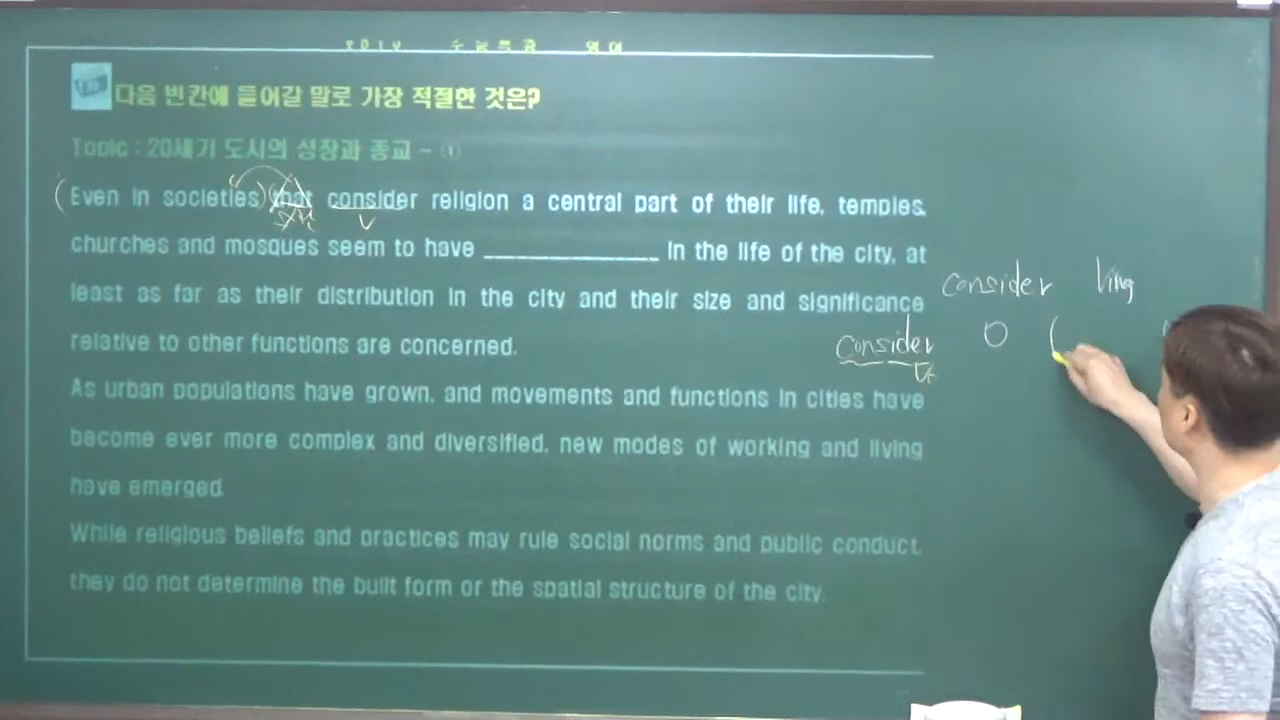 다음 빈칸에 들어갈 말로 가장 적절한 것은?
Topic : 20세기 도시의 성장과 종교 - ①
(Even in societies) (that consider religion a central part of their life, temples,
V
churches and mosques seem to have ____________ in the life of the city, at
least as far as their distribution in the city and their size and significance
relative to other functions are concerned.
As urban populations have grown, and movements and functions in cities have
become ever more complex and diversified, new modes of working and living
have emerged.
While religious beliefs and practices may rule social norms and public conduct,
they do not determine the built form or the spatial structure of the city.
consider Ving
consider O (